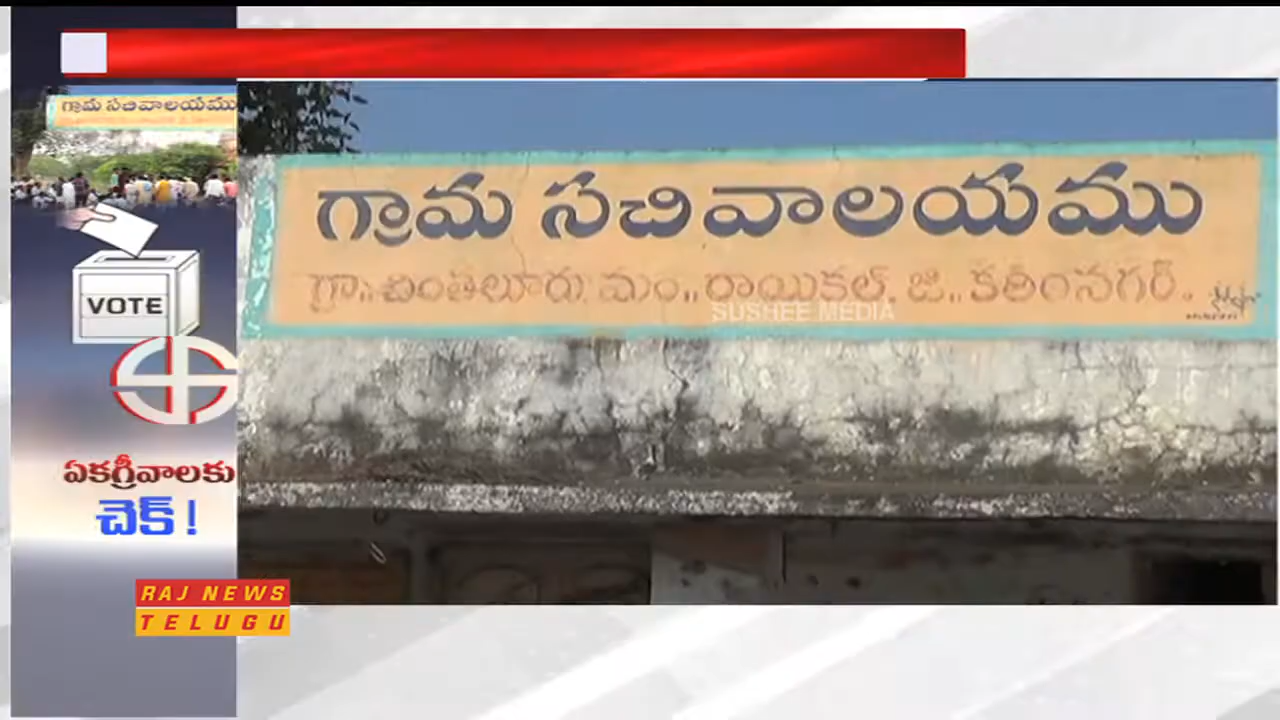 గ్రామ సచివాలయము
VOTE
ఏకగ్రీవాలకు
చెక్ !
RAJ NEWS
TELUGU
గ్రామ సచివాలయము
గ్రా.. చింతలూరు, మం.. రాయికల్, జి.. కరీంనగర్..
SUSHEE MEDIA